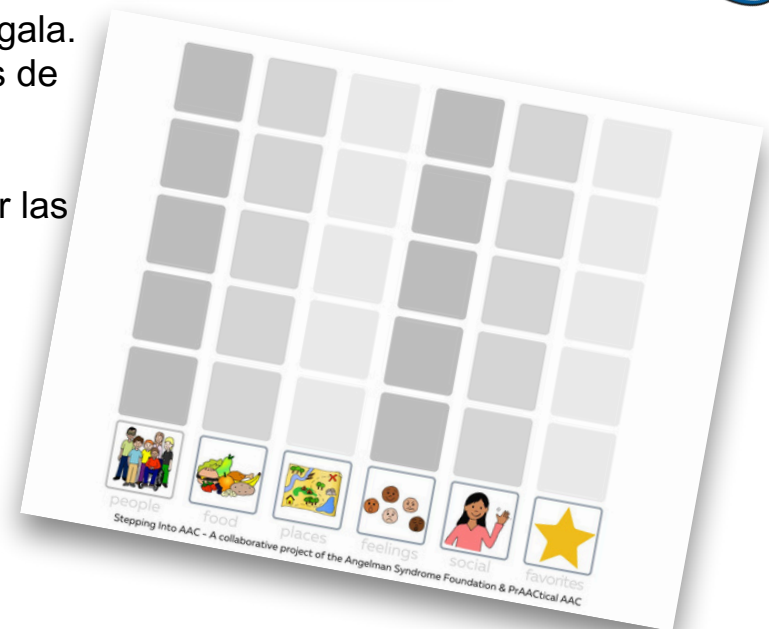 gala.
s de
r las
people
food
places
feelings
social
favorites
Stepping Into AAC - A collaborative project of the Angelman Syndrome Foundation & PrAACtical AAC